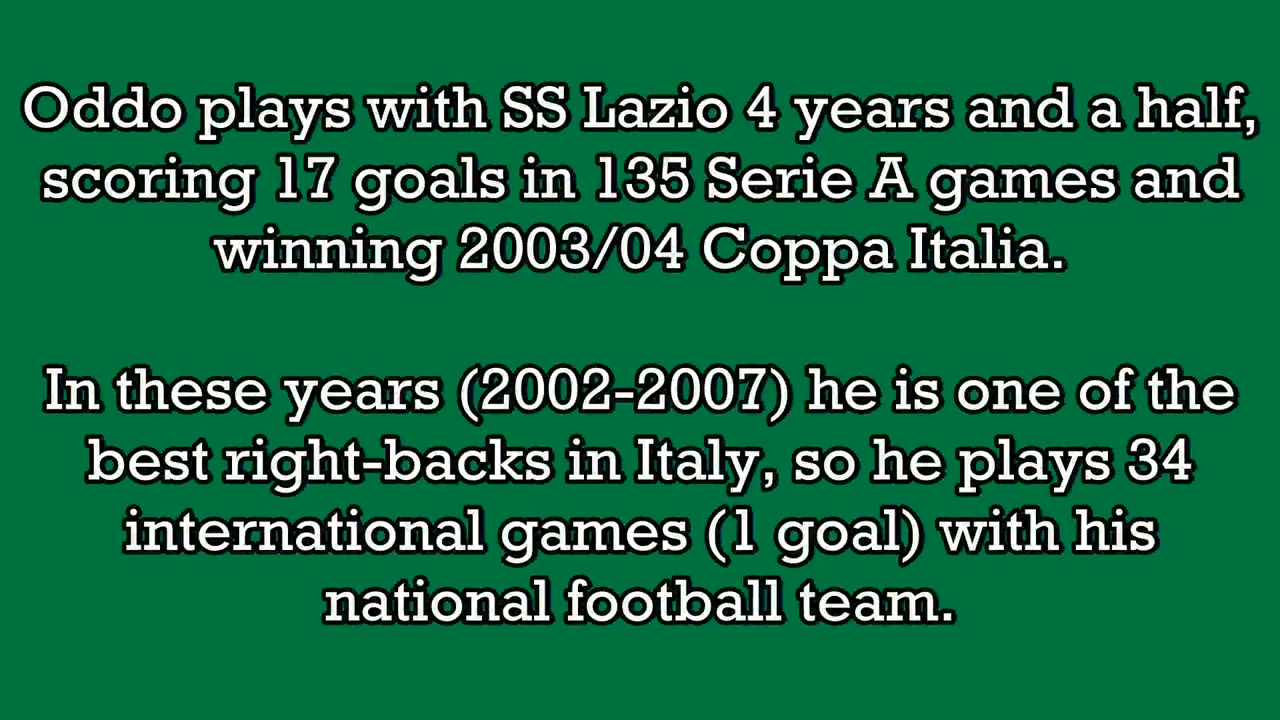 Oddo plays with SS Lazio 4 years and a half,
scoring 17 goals in 135 Serie A games and
winning 2003/04 Coppa Italia.
In these years (2002-2007) he is one of the
best right-backs in Italy, so he plays 34
international games (1 goal) with his
national football team.